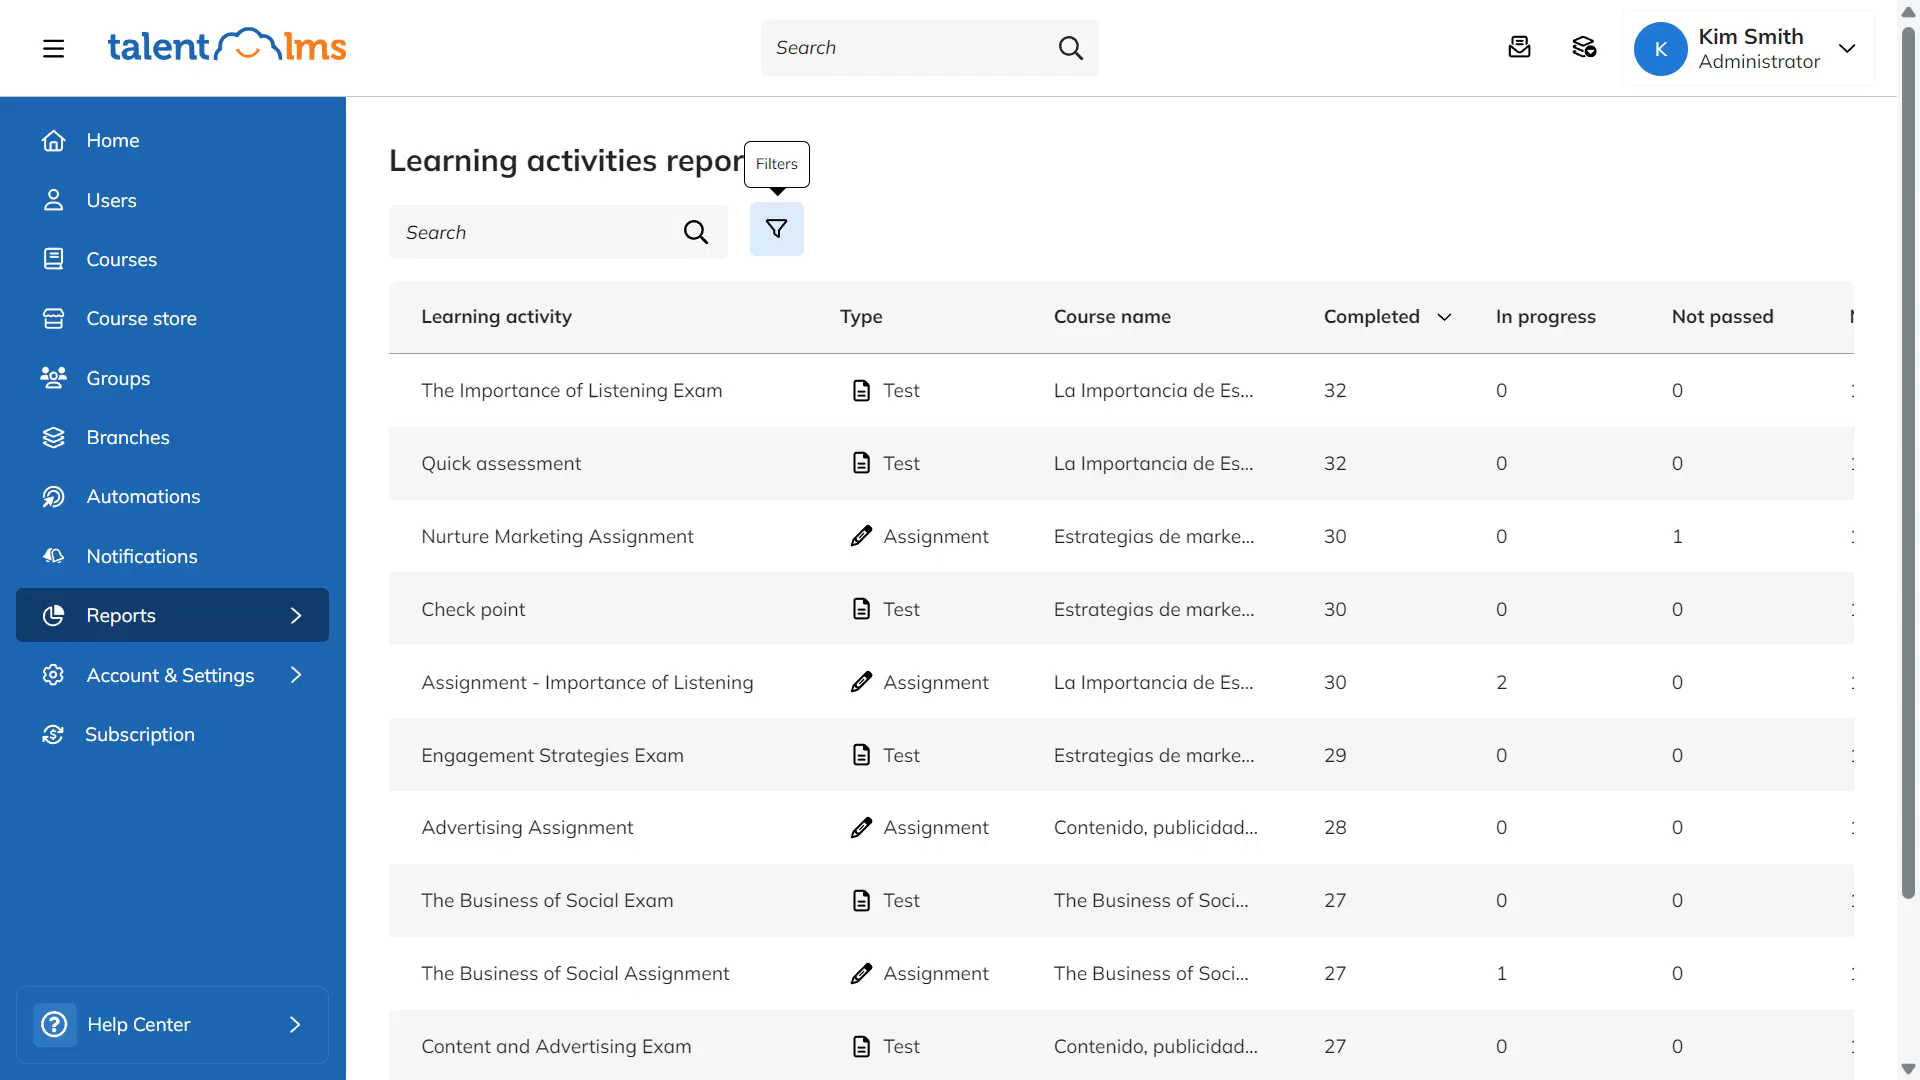 talentlms
Search
K
Kim Smith
Administrator
Home
Users
Courses
Course store
Groups
Branches
Automations
Notifications
Reports
Account & Settings
Subscription
Help Center
Learning activities repor
Filters
Search
Learning activity Type Course name Completed In progress Not passed
The Importance of Listening Exam Test La Importancia de Es... 32 0 0
Quick assessment Test La Importancia de Es... 32 0 0
Nurture Marketing Assignment Assignment Estrategias de marke... 30 0 1
Check point Test Estrategias de marke... 30 0 0
Assignment - Importance of Listening Assignment La Importancia de Es... 30 2 0
Engagement Strategies Exam Test Estrategias de marke... 29 0 0
Advertising Assignment Assignment Contenido, publicidad... 28 0 0
The Business of Social Exam Test The Business of Soci... 27 0 0
The Business of Social Assignment Assignment The Business of Soci... 27 1 0
Content and Advertising Exam Test Contenido, publicidad... 27 0 0